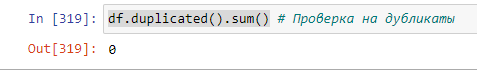 In [319]: df.duplicated().sum() # Проверка на дубликаты
Out[319]: 0